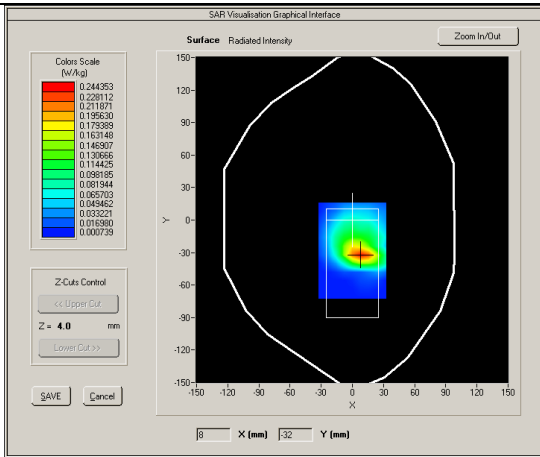 SAR Visualisation Graphical Interface
Surface Radiated Intensity
Zoom In/Out
Colors Scale
(W/kg)
0.244353
0.228112
0.211871
0.195630
0.179389
0.163148
0.146907
0.130666
0.114425
0.098185
0.081944
0.065703
0.049462
0.033221
0.016980
0.000739
Z-Cuts Control
<< Upper Cut
Z = 4.0 mm
Lower Cut >>
SAVE Cancel
150
120
90
60
30
0
-30
-60
-90
-120
-150
Y
-150 -120 -90 -60 -30 0 30 60 90 120 150
X
8 X (mm) -32 Y (mm)